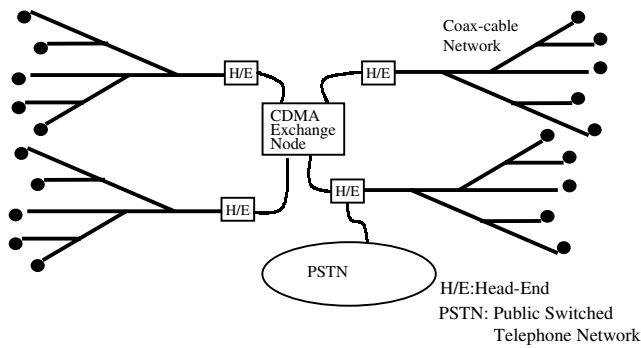 Coax-cable
Network
H/E
H/E
CDMA
Exchange
Node
H/E
H/E
PSTN
H/E:Head-End
PSTN: Public Switched
Telephone Network